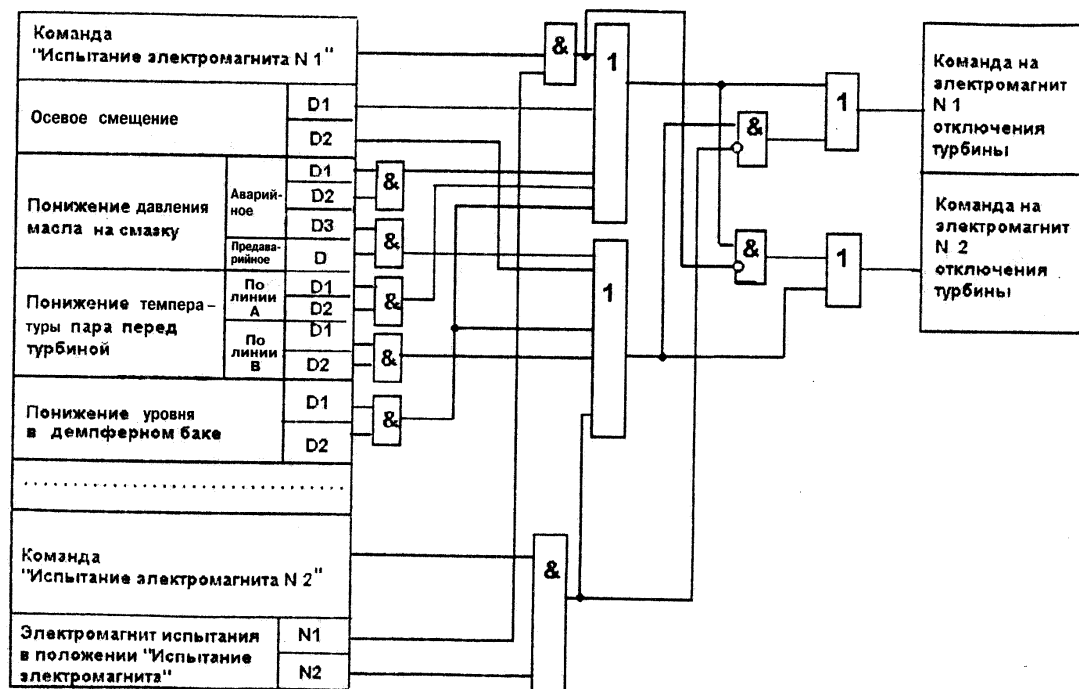 Команда
"Испытание электромагнита N 1"
&
1
Осевое смещение
D1
D2
Понижение давления
масла на смазку
Аварий-
ное
D1
D2
D3
Предава-
рийное
D
&
&
Понижение темпера-
туры пара перед
турбиной
По
линии
А
D1
D2
По
линии
В
D1
D2
&
&
Понижение уровня
в демпферном баке
D1
D2
&
1
.................................
Команда
"Испытание электромагнита N 2"
&
Электромагнит испытания
в положении "Испытание
электромагнита"
N1
N2
&
1
&
1
Команда на
электромагнит
N 1
отключения
турбины
Команда на
электромагнит
N 2
отключения
турбины